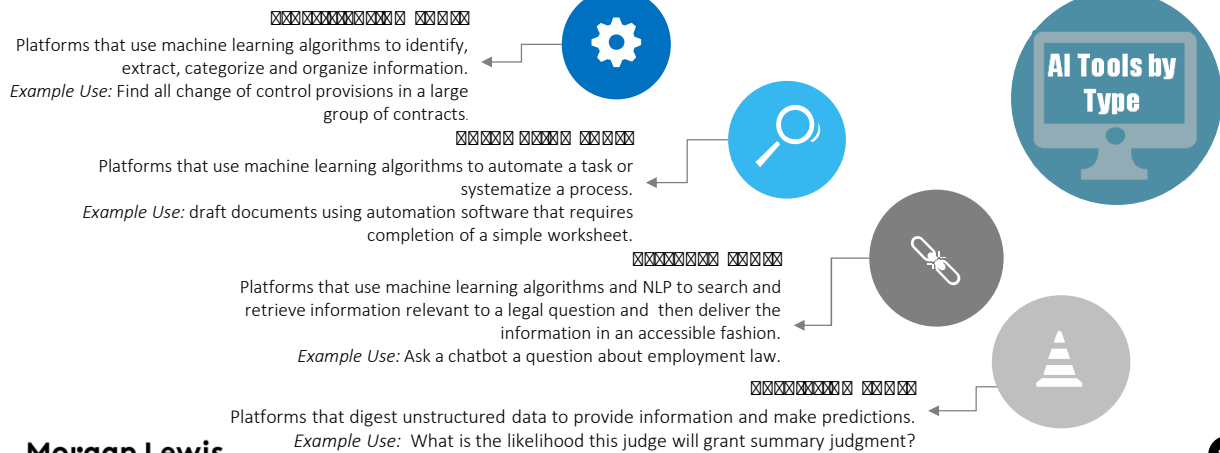 Platforms that use machine learning algorithms to identify,
extract, categorize and organize information.
Example Use: Find all change of control provisions in a large
group of contracts.
Platforms that use machine learning algorithms to automate a task or
systematize a process.
Example Use: draft documents using automation software that requires
completion of a simple worksheet.
Platforms that use machine learning algorithms and NLP to search and
retrieve information relevant to a legal question and then deliver the
information in an accessible fashion.
Example Use: Ask a chatbot a question about employment law.
Platforms that digest unstructured data to provide information and make predictions.
Example Use: What is the likelihood this judge will grant summary judgment?
AI Tools by
Type
Morgan Lewis